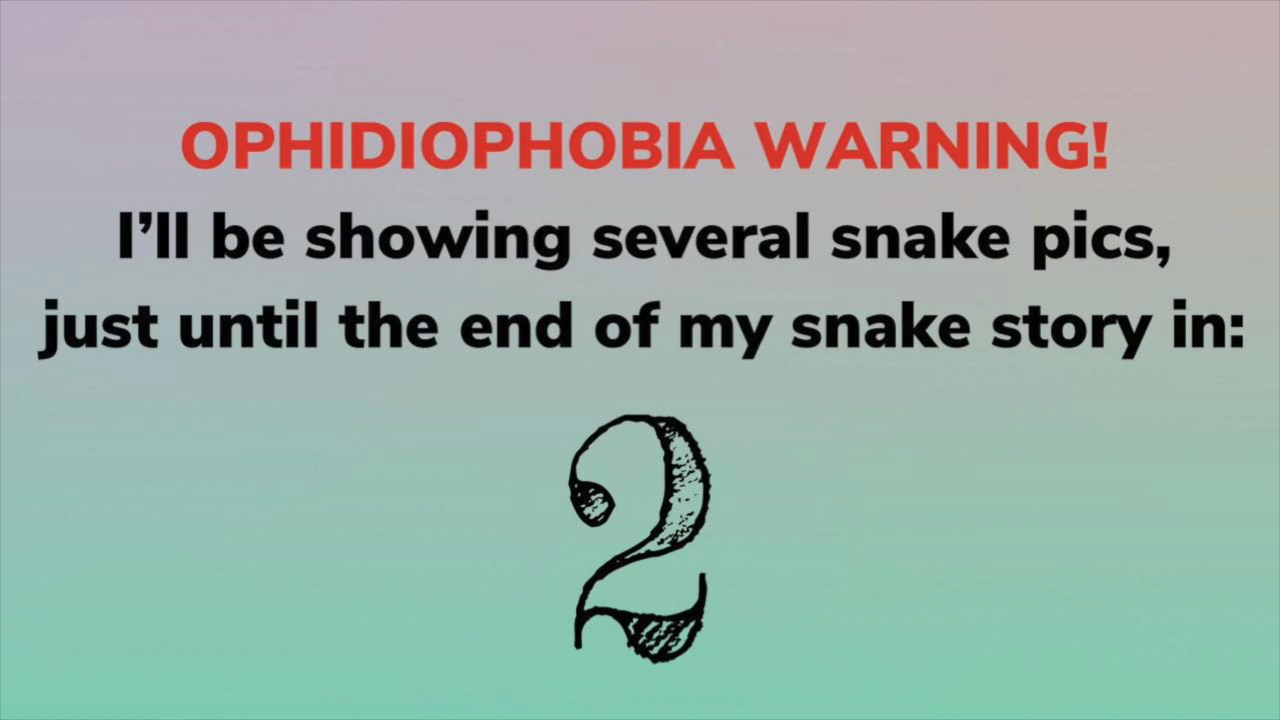 OPHIDIOPHOBIA WARNING!
I’ll be showing several snake pics,
just until the end of my snake story in:
2